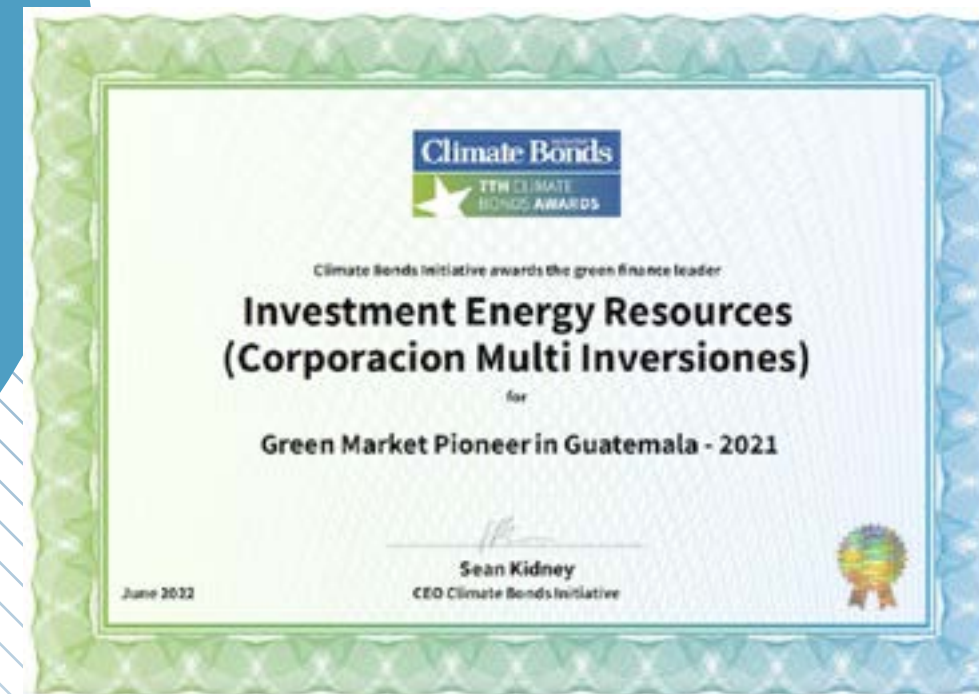 Climate Bonds
7TH CLIMATE
BONDS AWARDS
Climate Bonds Initiative awards the green finance leader
Investment Energy Resources
(Corporacion Multi Inversiones)
for
Green Market Pioneer in Guatemala - 2021
Sean Kidney
June 2022
CEO Climate Bonds Initiative